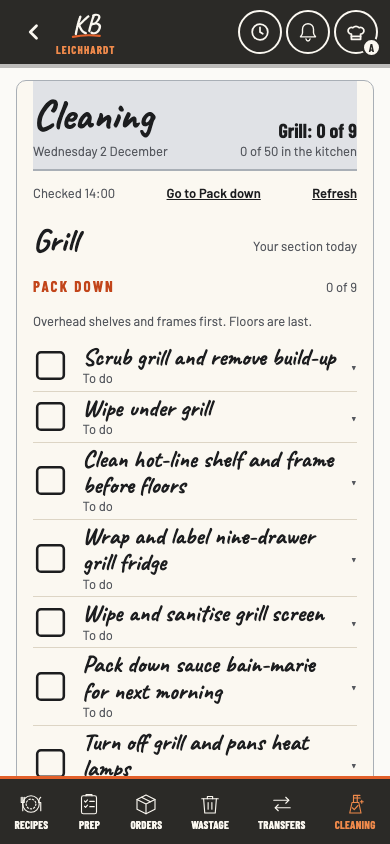 KB
LEICHHARDT
A
Cleaning
Grill: 0 of 9
Wednesday 2 December
0 of 50 in the kitchen
Checked 14:00
Go to Pack down
Refresh
Grill
Your section today
PACK DOWN
0 of 9
Overhead shelves and frames first. Floors are last.
Scrub grill and remove build-up
To do
Wipe under grill
To do
Clean hot-line shelf and frame
before floors
To do
Wrap and label nine-drawer
grill fridge
To do
Wipe and sanitise grill screen
To do
Pack down sauce bain-marie
for next morning
To do
Turn off grill and pans heat
lamps
RECIPES
PREP
ORDERS
WASTAGE
TRANSFERS
CLEANING